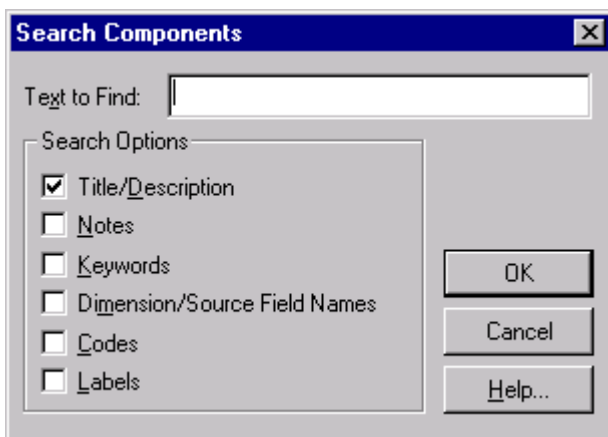 Search Components
Text to Find:
Search Options
Title/Description
Notes
Keywords
Dimension/Source Field Names
Codes
Labels
OK
Cancel
Help...